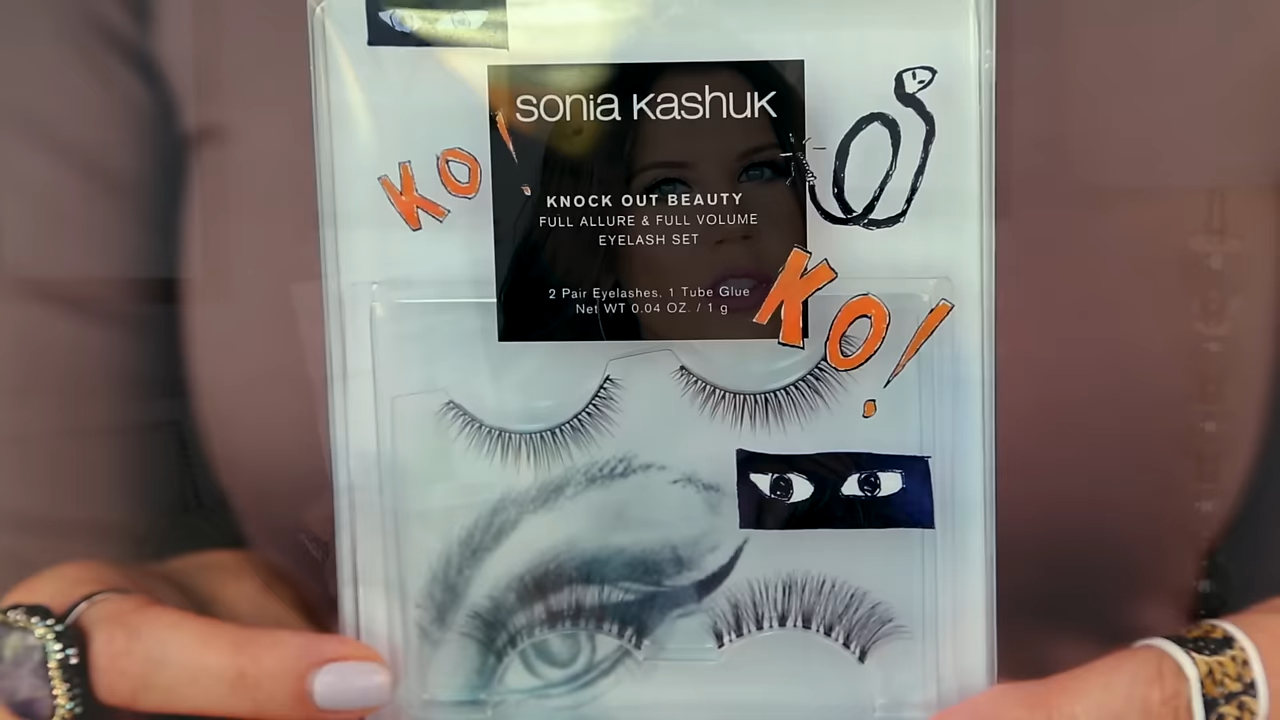 sonia kashuk
KO!
KNOCK OUT BEAUTY
FULL ALLURE & FULL VOLUME
EYELASH SET
2 Pair Eyelashes, 1 Tube Glue
Net WT 0.04 OZ. / 1 g
KO!